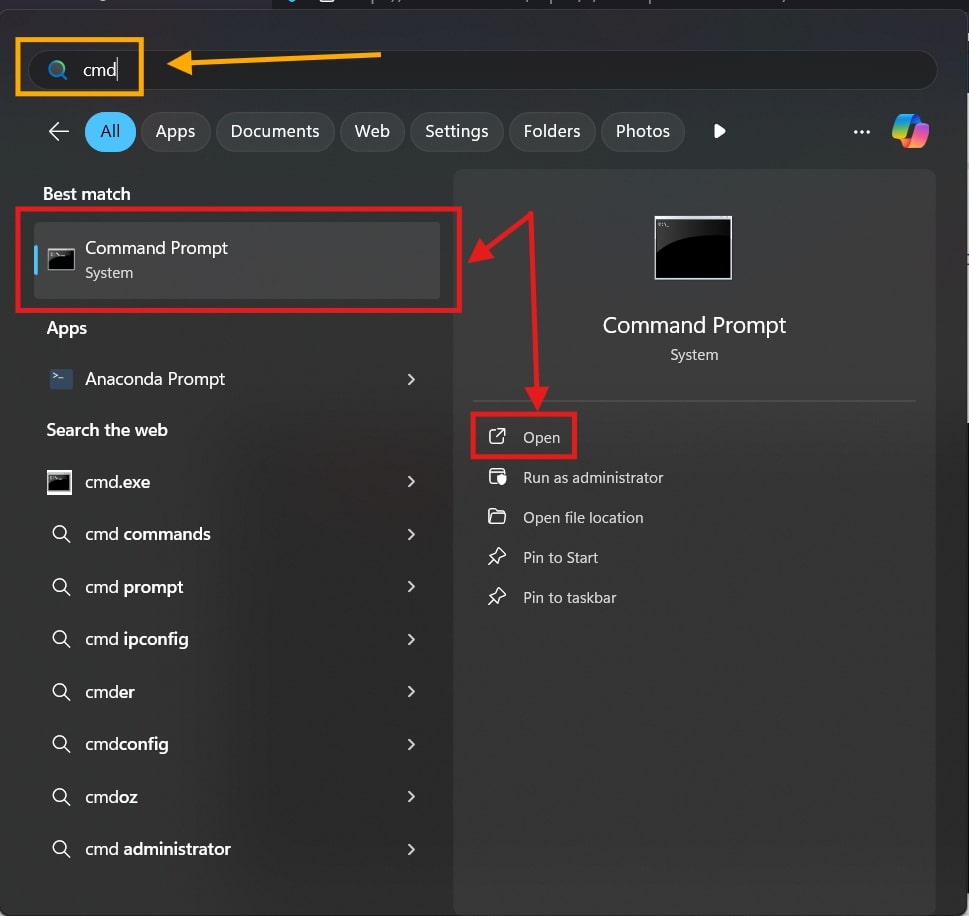 cmd
All Apps Documents Web Settings Folders Photos
Best match
Command Prompt
System
Apps
Anaconda Prompt
Search the web
cmd.exe
cmd commands
cmd prompt
cmd ipconfig
cmder
cmdconfig
cmdoz
cmd administrator
Command Prompt
System
Open
Run as administrator
Open file location
Pin to Start
Pin to taskbar